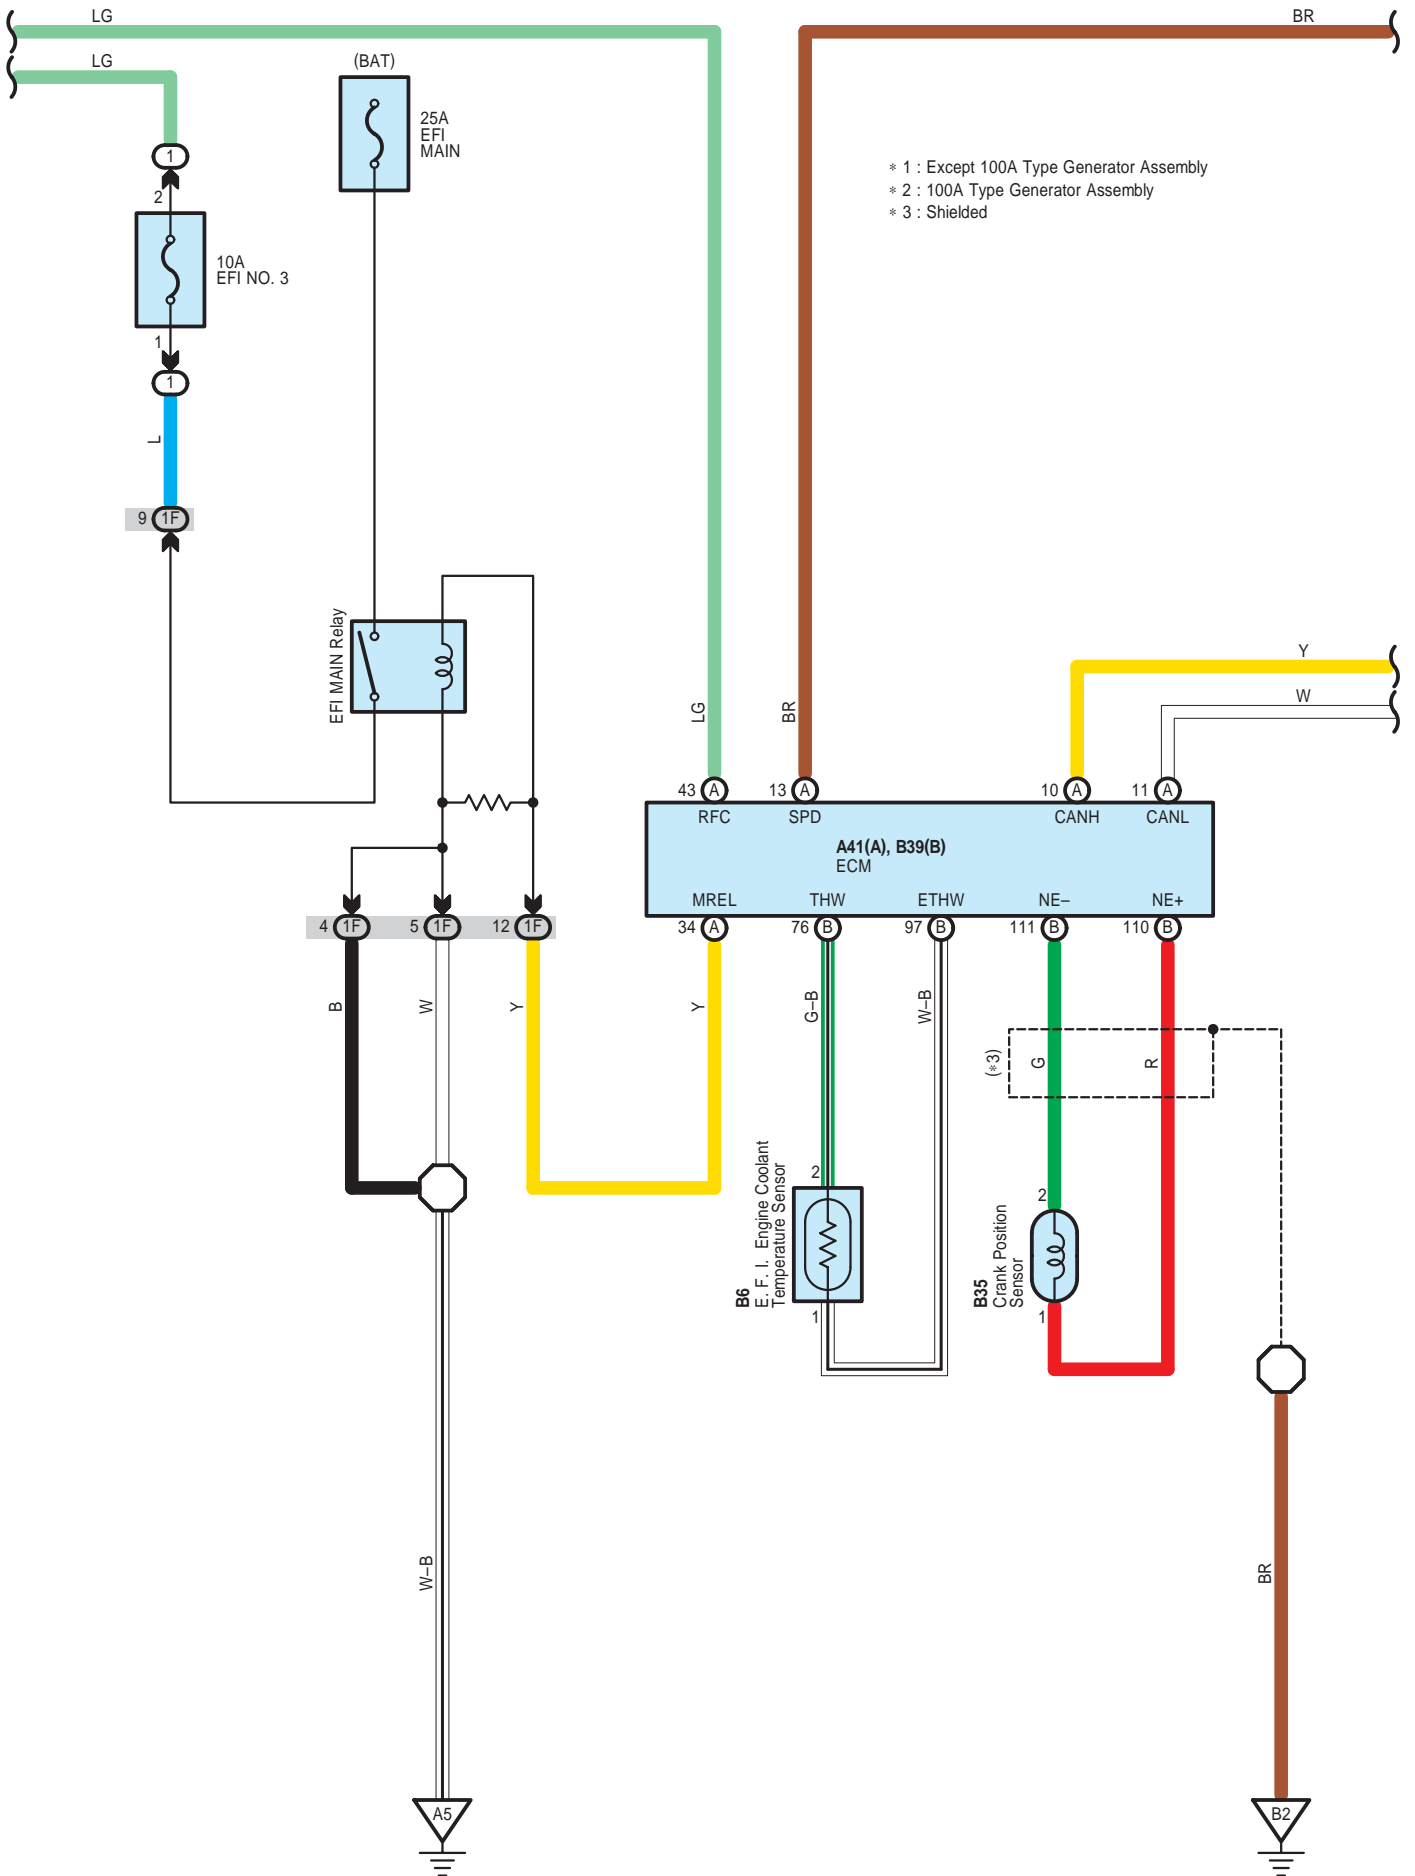 LG
BR
LG
(BAT)
25A
EFI
MAIN
* 1 : Except 100A Type Generator Assembly
* 2 : 100A Type Generator Assembly
* 3 : Shielded
1
2
10A
EFI NO. 3
1
1
L
9 1F
EFI MAIN Relay
Y
W
LG
BR
43 A
13 A
10 A
11 A
RFC
SPD
CANH
CANL
A41(A), B39(B)
ECM
MREL
THW
ETHW
NE–
NE+
4 1F
5 1F
12 1F
34 A
76 B
97 B
111 B
110 B
B
W
Y
Y
G–B
W–B
(*3)
G
R
2
B6
E. F. I. Engine Coolant
Temperature Sensor
1
2
B35
Crank Position
Sensor
1
W–B
BR
A5
B2